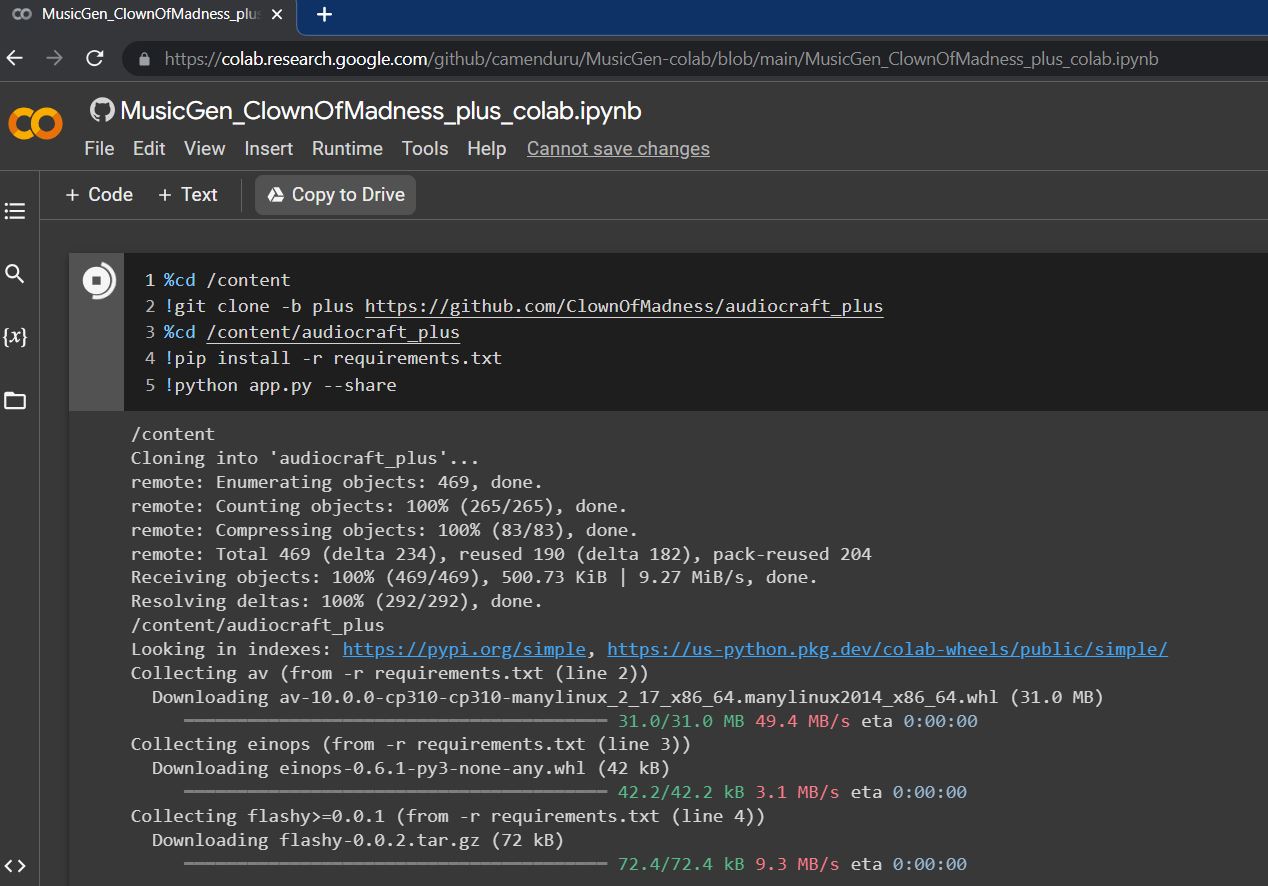 MusicGen_ClownOfMadness_plus
https://colab.research.google.com/github/camenduru/MusicGen-colab/blob/main/MusicGen_ClownOfMadness_plus_colab.ipynb
MusicGen_ClownOfMadness_plus_colab.ipynb
File Edit View Insert Runtime Tools Help Cannot save changes
+ Code + Text Copy to Drive
1 %cd /content
2 !git clone -b plus https://github.com/ClownOfMadness/audiocraft_plus
3 %cd /content/audiocraft_plus
4 !pip install -r requirements.txt
5 !python app.py --share
{x}
/content
Cloning into 'audiocraft_plus'...
remote: Enumerating objects: 469, done.
remote: Counting objects: 100% (265/265), done.
remote: Compressing objects: 100% (83/83), done.
remote: Total 469 (delta 234), reused 190 (delta 182), pack-reused 204
Receiving objects: 100% (469/469), 500.73 KiB | 9.27 MiB/s, done.
Resolving deltas: 100% (292/292), done.
/content/audiocraft_plus
Looking in indexes: https://pypi.org/simple, https://us-python.pkg.dev/colab-wheels/public/simple/
Collecting av (from -r requirements.txt (line 2))
Downloading av-10.0.0-cp310-cp310-manylinux_2_17_x86_64.manylinux2014_x86_64.whl (31.0 MB)
31.0/31.0 MB 49.4 MB/s eta 0:00:00
Collecting einops (from -r requirements.txt (line 3))
Downloading einops-0.6.1-py3-none-any.whl (42 kB)
42.2/42.2 kB 3.1 MB/s eta 0:00:00
Collecting flashy>=0.0.1 (from -r requirements.txt (line 4))
Downloading flashy-0.0.2.tar.gz (72 kB)
72.4/72.4 kB 9.3 MB/s eta 0:00:00